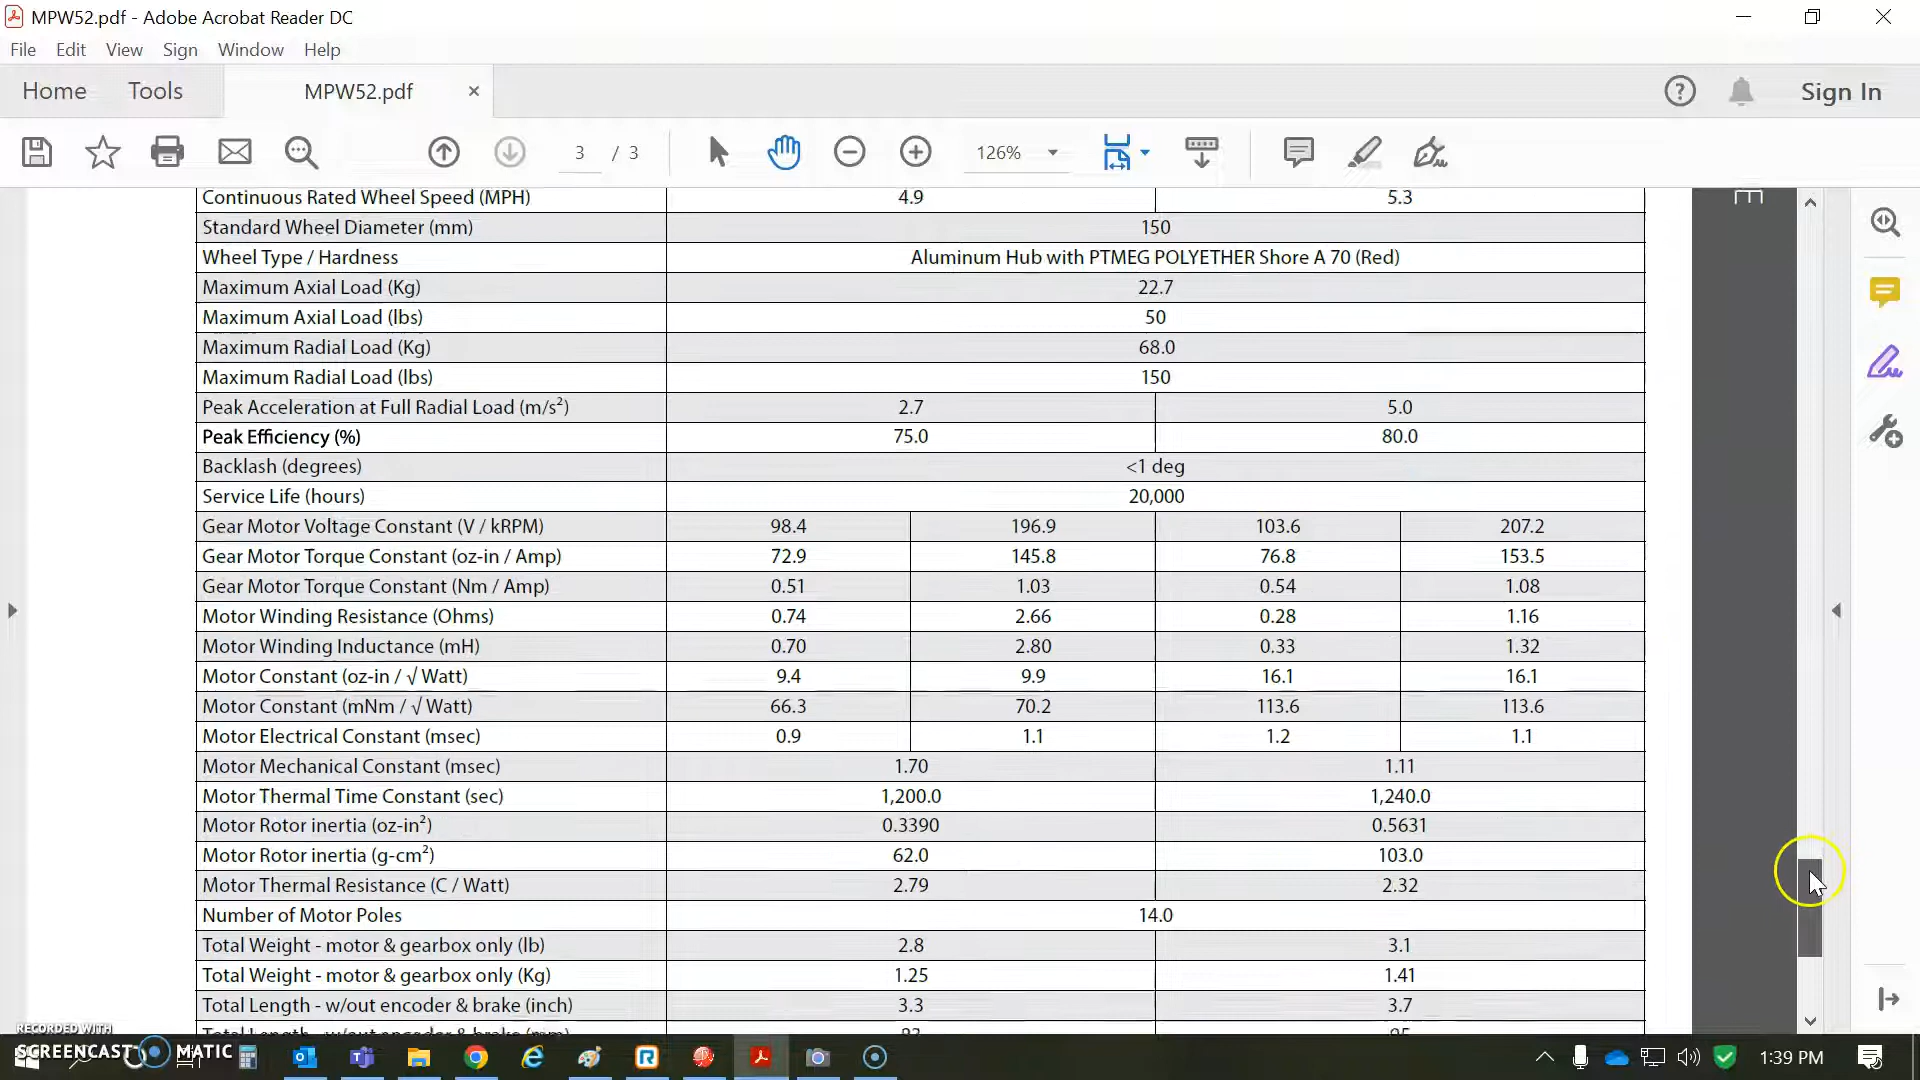 MPW52.pdf - Adobe Acrobat Reader DC
File Edit View Sign Window Help
Home Tools MPW52.pdf × Sign In
3 / 3 126%
Continuous Rated Wheel Speed (MPH) 4.9 5.3
Standard Wheel Diameter (mm) 150
Wheel Type / Hardness Aluminum Hub with PTMEG POLYETHER Shore A 70 (Red)
Maximum Axial Load (Kg) 22.7
Maximum Axial Load (lbs) 50
Maximum Radial Load (Kg) 68.0
Maximum Radial Load (lbs) 150
Peak Acceleration at Full Radial Load (m/s²) 2.7 5.0
Peak Efficiency (%) 75.0 80.0
Backlash (degrees) <1 deg
Service Life (hours) 20,000
Gear Motor Voltage Constant (V / kRPM) 98.4 196.9 103.6 207.2
Gear Motor Torque Constant (oz-in / Amp) 72.9 145.8 76.8 153.5
Gear Motor Torque Constant (Nm / Amp) 0.51 1.03 0.54 1.08
Motor Winding Resistance (Ohms) 0.74 2.66 0.28 1.16
Motor Winding Inductance (mH) 0.70 2.80 0.33 1.32
Motor Constant (oz-in / √ Watt) 9.4 9.9 16.1 16.1
Motor Constant (mNm / √ Watt) 66.3 70.2 113.6 113.6
Motor Electrical Constant (msec) 0.9 1.1 1.2 1.1
Motor Mechanical Constant (msec) 1.70 1.11
Motor Thermal Time Constant (sec) 1,200.0 1,240.0
Motor Rotor inertia (oz-in²) 0.3390 0.5631
Motor Rotor inertia (g-cm²) 62.0 103.0
Motor Thermal Resistance (C / Watt) 2.79 2.32
Number of Motor Poles 14.0
Total Weight - motor & gearbox only (lb) 2.8 3.1
Total Weight - motor & gearbox only (Kg) 1.25 1.41
Total Length - w/out encoder & brake (inch) 3.3 3.7
Total Length - w/out encoder & brake (mm) 83 95
RECORDED WITH
SCREENCAST MATIC
1:39 PM